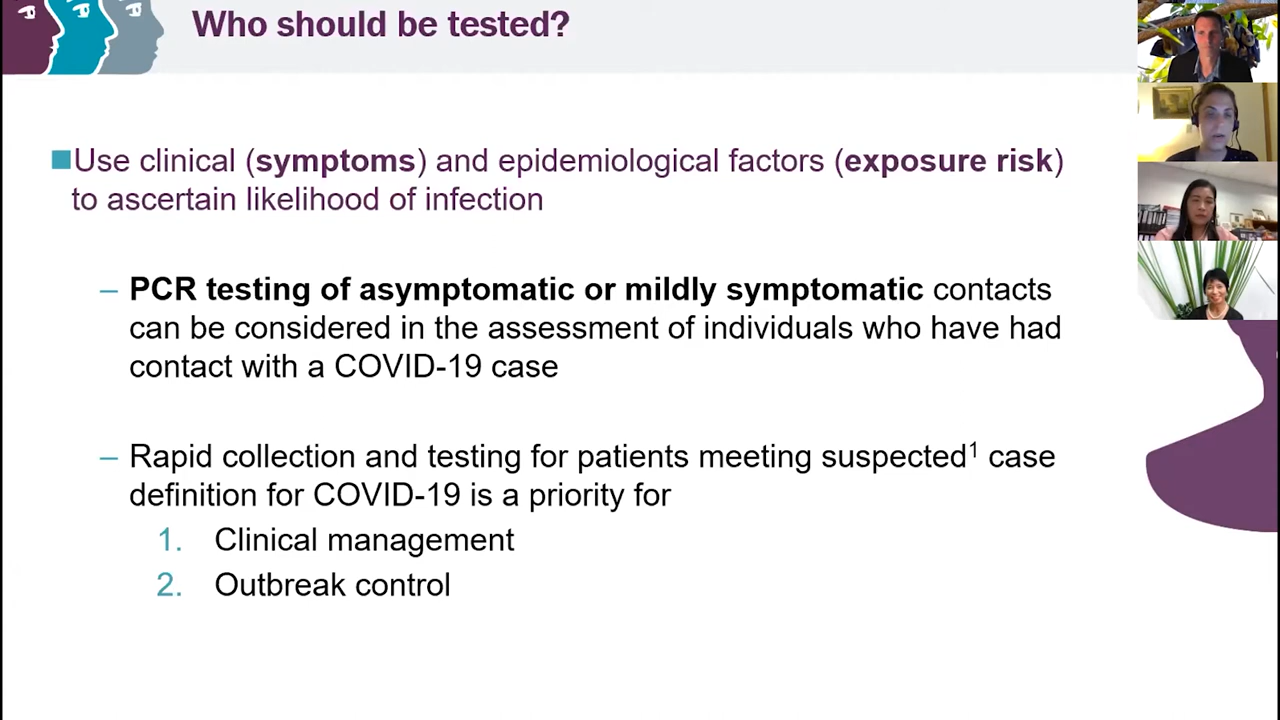 Who should be tested?
Use clinical (symptoms) and epidemiological factors (exposure risk)
to ascertain likelihood of infection
– PCR testing of asymptomatic or mildly symptomatic contacts
can be considered in the assessment of individuals who have had
contact with a COVID-19 case
– Rapid collection and testing for patients meeting suspected¹ case
definition for COVID-19 is a priority for
1. Clinical management
2. Outbreak control